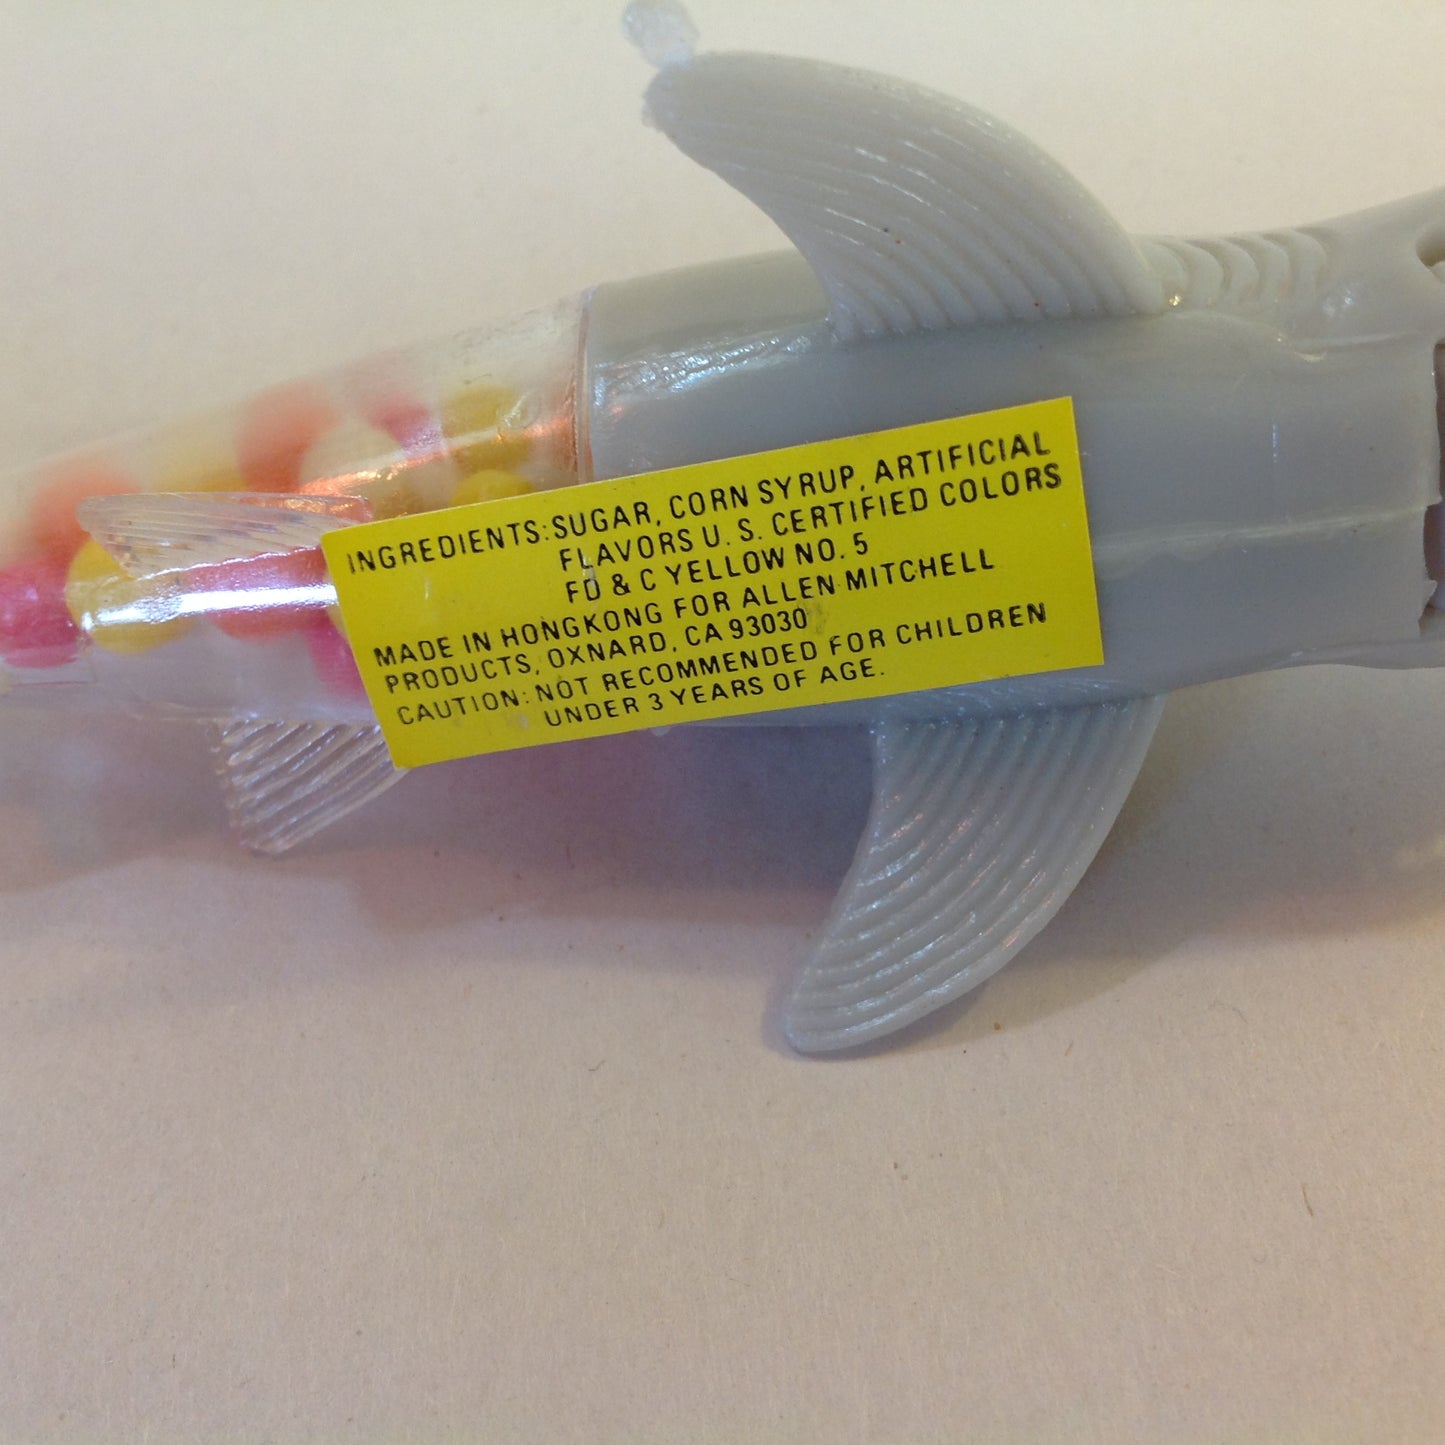 INGREDIENTS: SUGAR, CORN SYRUP, ARTIFICIAL
FLAVORS U. S. CERTIFIED COLORS
FD & C YELLOW NO. 5
MADE IN HONGKONG FOR ALLEN MITCHELL
PRODUCTS, OXNARD, CA 93030
CAUTION: NOT RECOMMENDED FOR CHILDREN
UNDER 3 YEARS OF AGE.